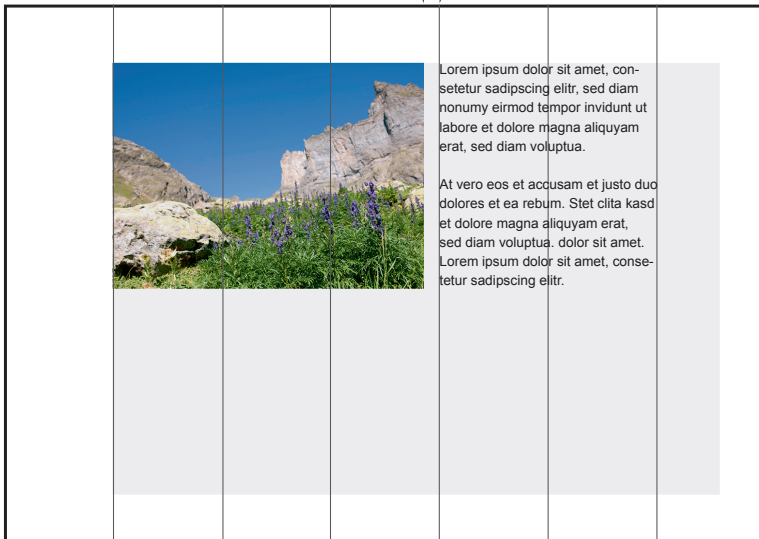 Lorem ipsum dolor sit amet, con-
setetur sadipscing elitr, sed diam
nonumy eirmod tempor invidunt ut
labore et dolore magna aliquyam
erat, sed diam voluptua.
At vero eos et accusam et justo duo
dolores et ea rebum. Stet clita kasd
et dolore magna aliquyam erat,
sed diam voluptua. dolor sit amet.
Lorem ipsum dolor sit amet, conse-
tetur sadipscing elitr.